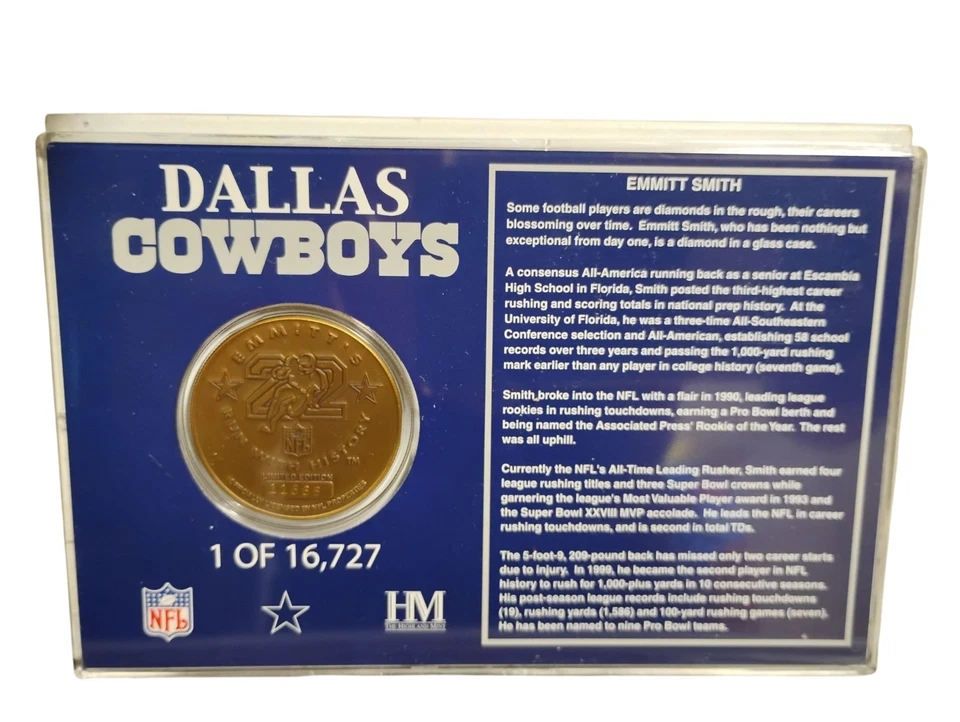 DALLAS
COWBOYS
EMMITT'S
22
RUN WITH HISTORY
TM
NFL
LIMITED EDITION
OFFICIALLY LICENSED BY NFL PROPERTIES
1 OF 16,727
NFL
HM
THE HIGHLAND MINT
EMMITT SMITH
Some football players are diamonds in the rough, their careers
blossoming over time. Emmitt Smith, who has been nothing but
exceptional from day one, is a diamond in a glass case.
A consensus All-America running back as a senior at Escambia
High School in Florida, Smith posted the third-highest career
rushing and scoring totals in national prep history. At the
University of Florida, he was a three-time All-Southeastern
Conference selection and All-American, establishing 58 school
records over three years and passing the 1,000-yard rushing
mark earlier than any player in college history (seventh game).
Smith broke into the NFL with a flair in 1990, leading league
rookies in rushing touchdowns, earning a Pro Bowl berth and
being named the Associated Press' Rookie of the Year. The rest
was all uphill.
Currently the NFL's All-Time Leading Rusher, Smith earned four
league rushing titles and three Super Bowl crowns while
garnering the league's Most Valuable Player award in 1993 and
the Super Bowl XXVIII MVP accolade. He leads the NFL in career
rushing touchdowns, and is second in total TDs.
The 5-foot-9, 209-pound back has missed only two career starts
due to injury. In 1999, he became the second player in NFL
history to rush for 1,000-plus yards in 10 consecutive seasons.
His post-season league records include rushing touchdowns
(19), rushing yards (1,586) and 100-yard rushing games (seven).
He has been named to nine Pro Bowl teams.